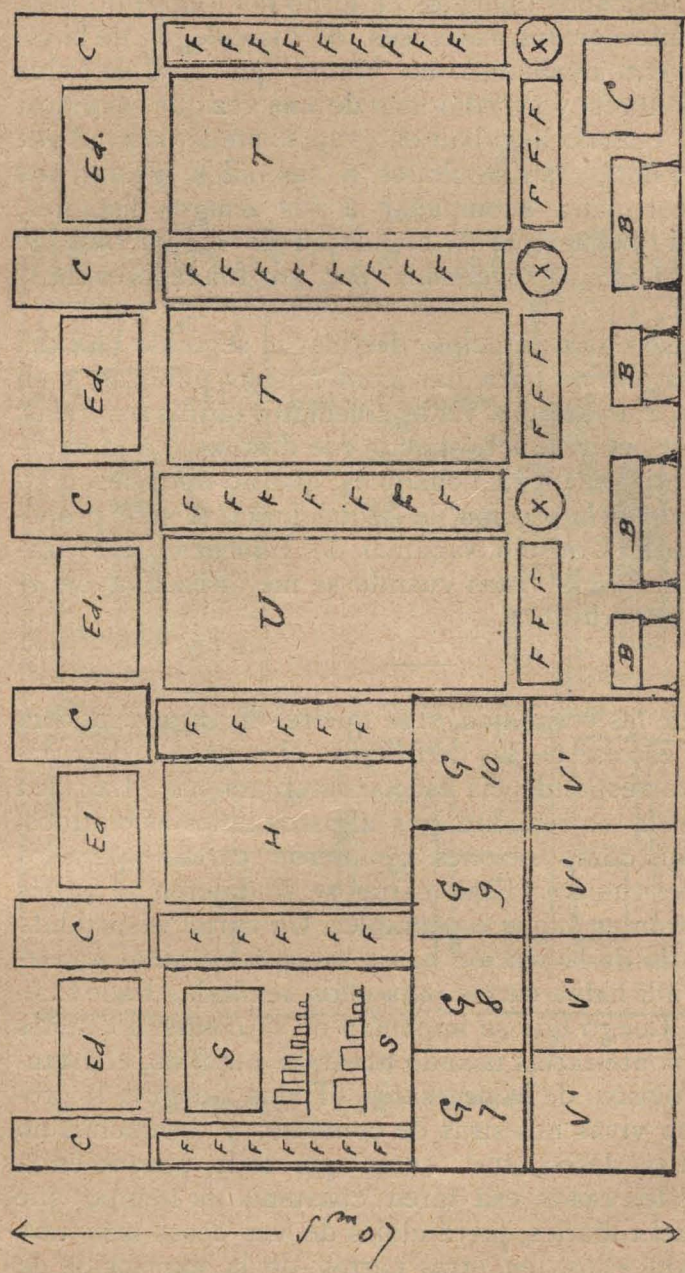 C Ed C Ed C Ed. C Ed. C Ed. C
F F F F F F F
S
S
F F F F F
H
F F F F F
U
F F F F F F F
T
F F F F F F F F
T
F F F F F F F F F
G G G G
7 8 9 10
F F F X F F F X F F. F X
V' V' V' V'
B B B B C